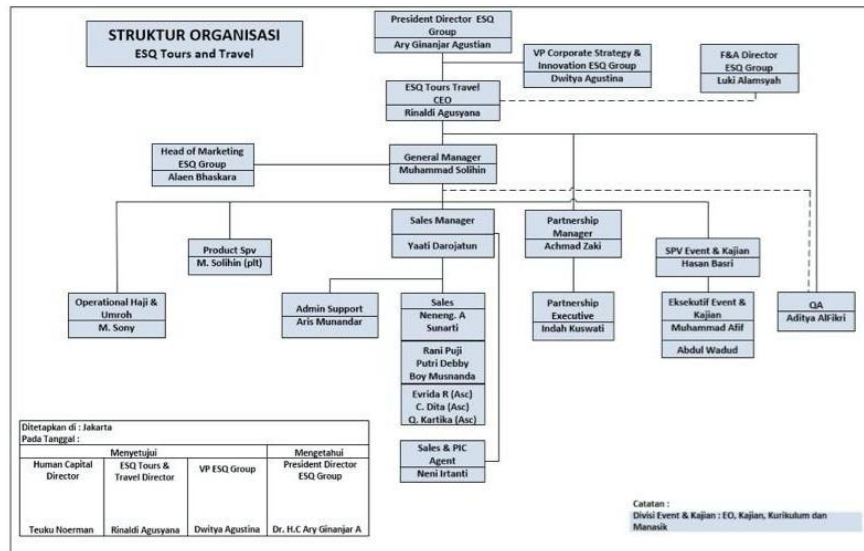 STRUKTUR ORGANISASI
ESQ Tours and Travel
President Director ESQ
Group
Ary Ginanjar Agustian
VP Corporate Strategy &
Innovation ESQ Group
Dwitya Agustina
F&A Director
ESQ Group
Luki Alamsyah
ESQ Tours Travel
CEO
Rinaldi Agusyana
Head of Marketing
ESQ Group
Alaen Bhaskara
General Manager
Muhammad Solihin
Product Spv
M. Solihin (plt)
Sales Manager
Yaati Darojatun
Partnership
Manager
Achmad Zaki
SPV Event & Kajian
Hasan Basri
Operational Haji &
Umroh
M. Sony
Admin Support
Aris Munandar
Sales
Neneng. A
Sunarti
Rani Puji
Putri Debby
Boy Musnanda
Evrida R (Asc)
C. Dita (Asc)
Q. Kartika (Asc)
Partnership
Executive
Indah Kuswati
Eksekutif Event &
Kajian
Muhammad Afif
Abdul Wadud
QA
Aditya AlFikri
Sales & PIC
Agent
Neni Irtanti
Ditetapkan di : Jakarta
Pada Tanggal :
Menyetujui
Mengetahui
Human Capital
Director
ESQ Tours &
Travel Director
VP ESQ Group
President Director
ESQ Group
Teuku Noerman
Rinaldi Agusyana
Dwitya Agustina
Dr. H.C Ary Ginanjar A
Catatan :
Divisi Event & Kajian : EO, Kajian, Kurikulum dan
Manasik